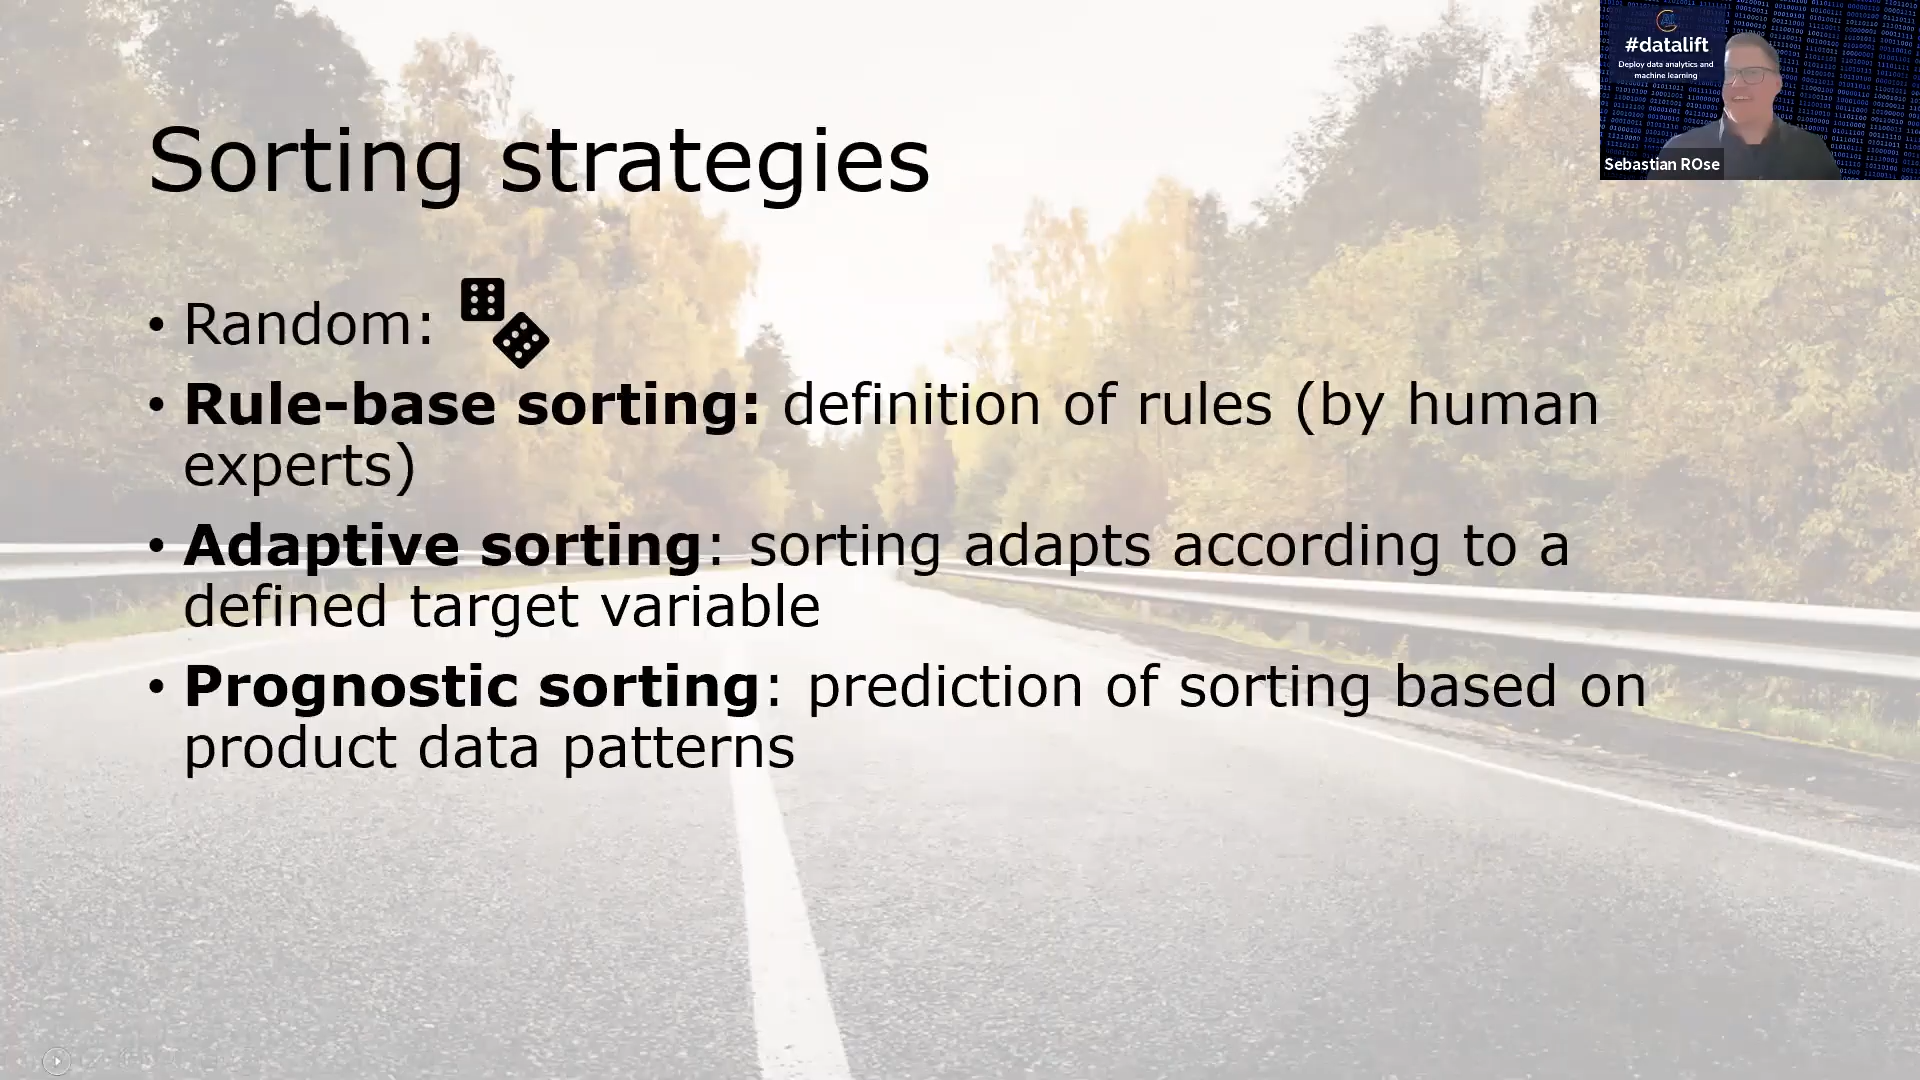 #datalift
Deploy data analytics and
machine learning
Sebastian ROse
Sorting strategies
• Random:
• Rule-base sorting: definition of rules (by human
experts)
• Adaptive sorting: sorting adapts according to a
defined target variable
• Prognostic sorting: prediction of sorting based on
product data patterns